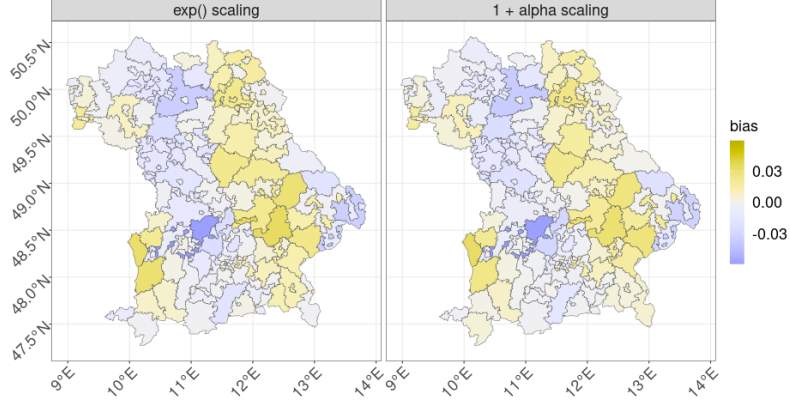 exp() scaling
1 + alpha scaling
50.5°N
50.0°N
49.5°N
49.0°N
48.5°N
48.0°N
47.5°N
9°E 10°E 11°E 12°E 13°E 14°E
9°E 10°E 11°E 12°E 13°E 14°E
bias
0.03
0.00
-0.03